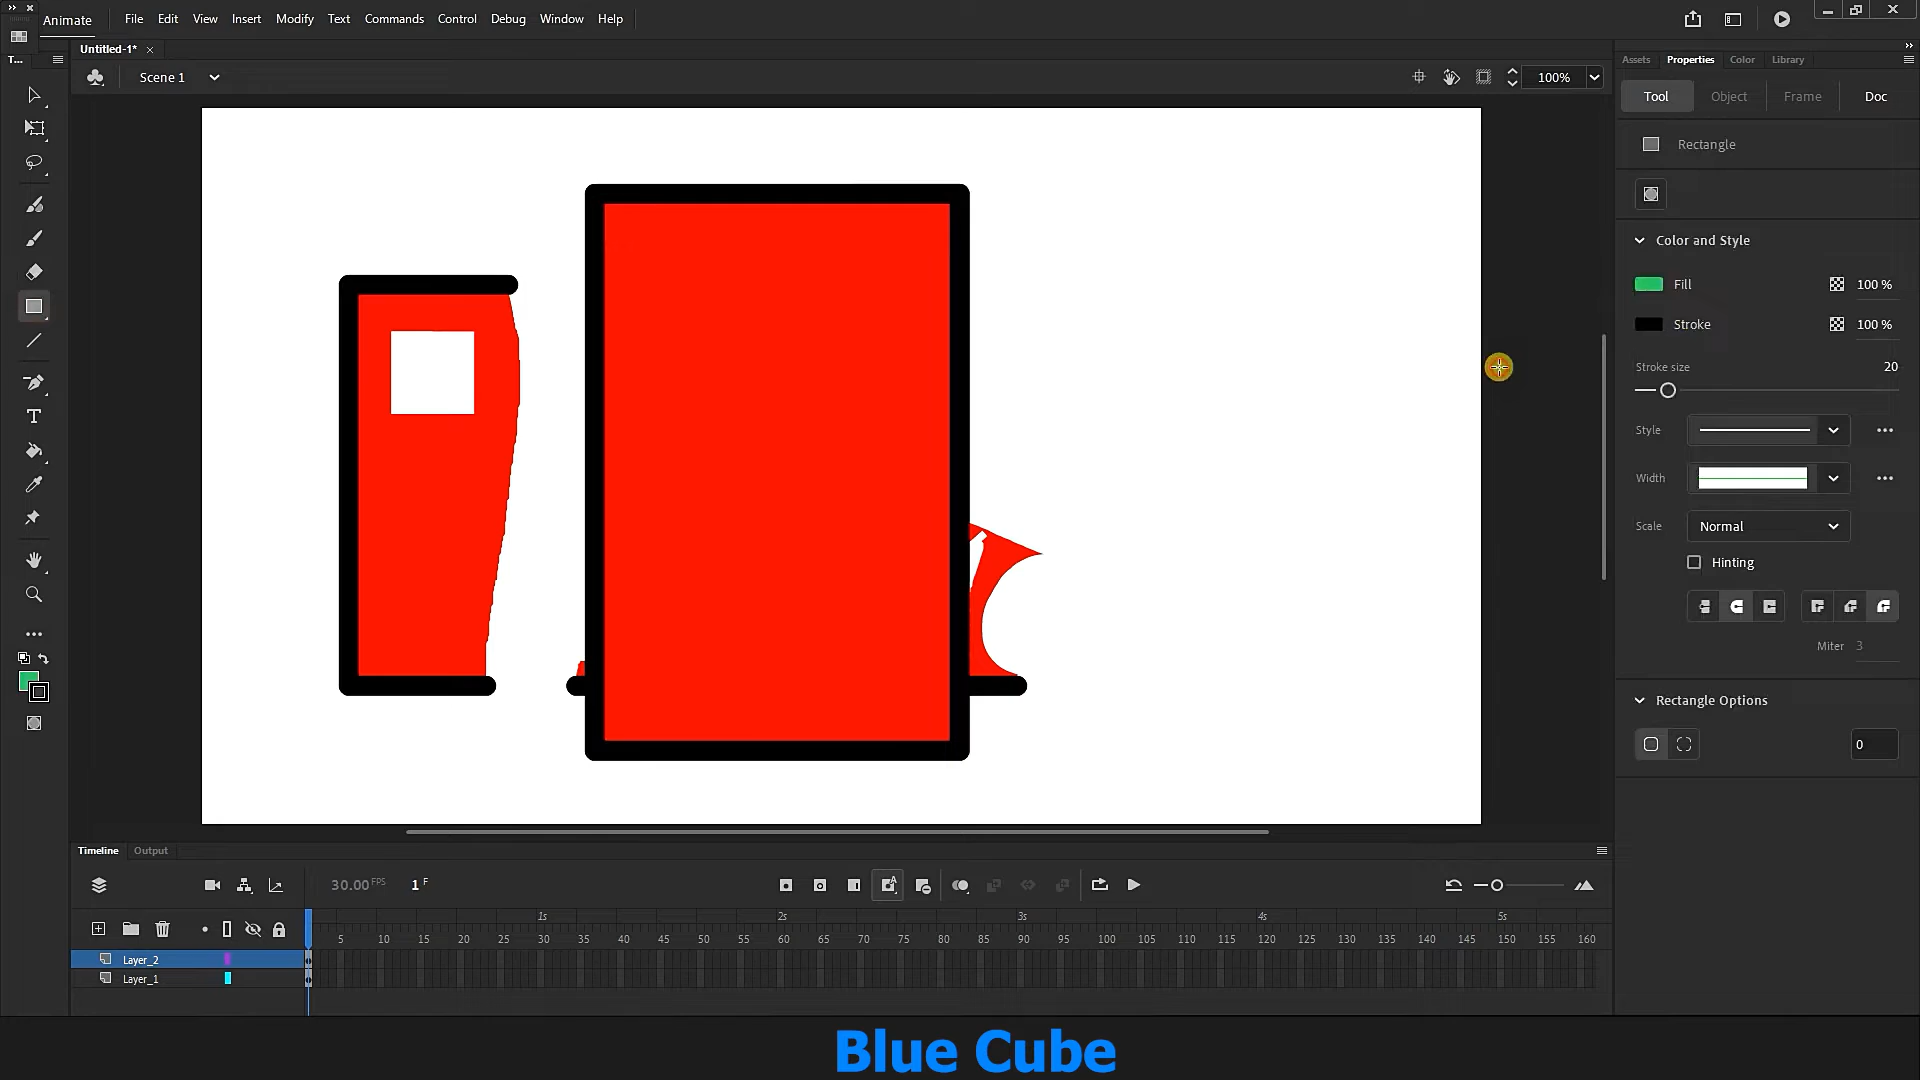 Animate File Edit View Insert Modify Text Commands Control Debug Window Help
Untitled-1*
T...
Scene 1
100%
Assets Properties Color Library
Tool Object Frame Doc
Rectangle
Color and Style
Fill 100 %
Stroke 100 %
Stroke size 20
Style
Width
Scale Normal
Hinting
Miter 3
Rectangle Options
0
Timeline Output
30.00 FPS 1 F
1s 2s 3s 4s 5s
5 10 15 20 25 30 35 40 45 50 55 60 65 70 75 80 85 90 95 100 105 110 115 120 125 130 135 140 145 150 155 160
Layer_2
Layer_1
Blue Cube